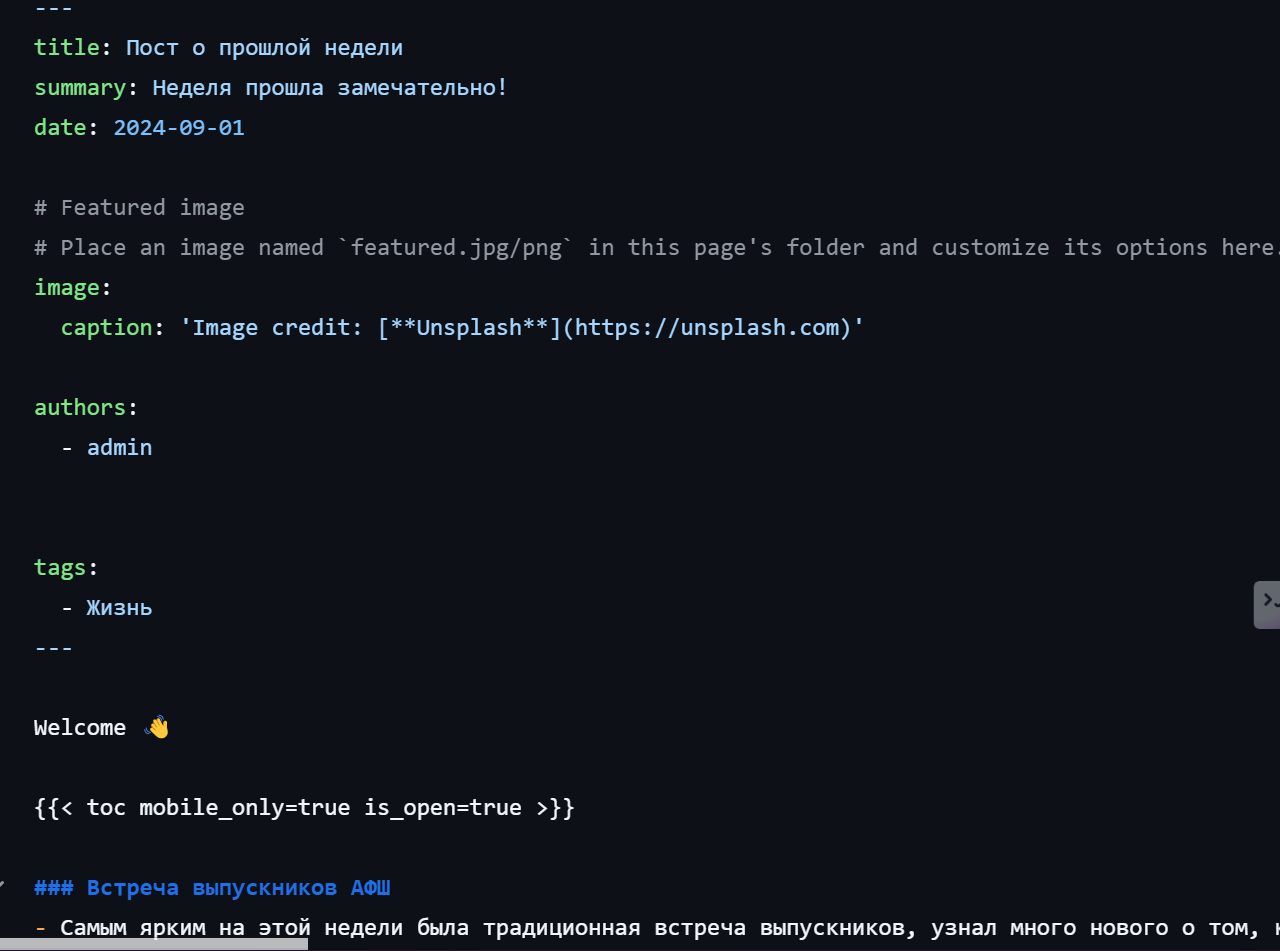 ---
title: Пост о прошлой недели
summary: Неделя прошла замечательно!
date: 2024-09-01
# Featured image
# Place an image named `featured.jpg/png` in this page's folder and customize its options here.
image:
  caption: 'Image credit: [**Unsplash**](https://unsplash.com)'
authors:
  - admin
tags:
  - Жизнь
---
Welcome 👋
{{< toc mobile_only=true is_open=true >}}
### Встреча выпускников АФШ
- Самым ярким на этой недели была традиционная встреча выпускников, узнал много нового о том,